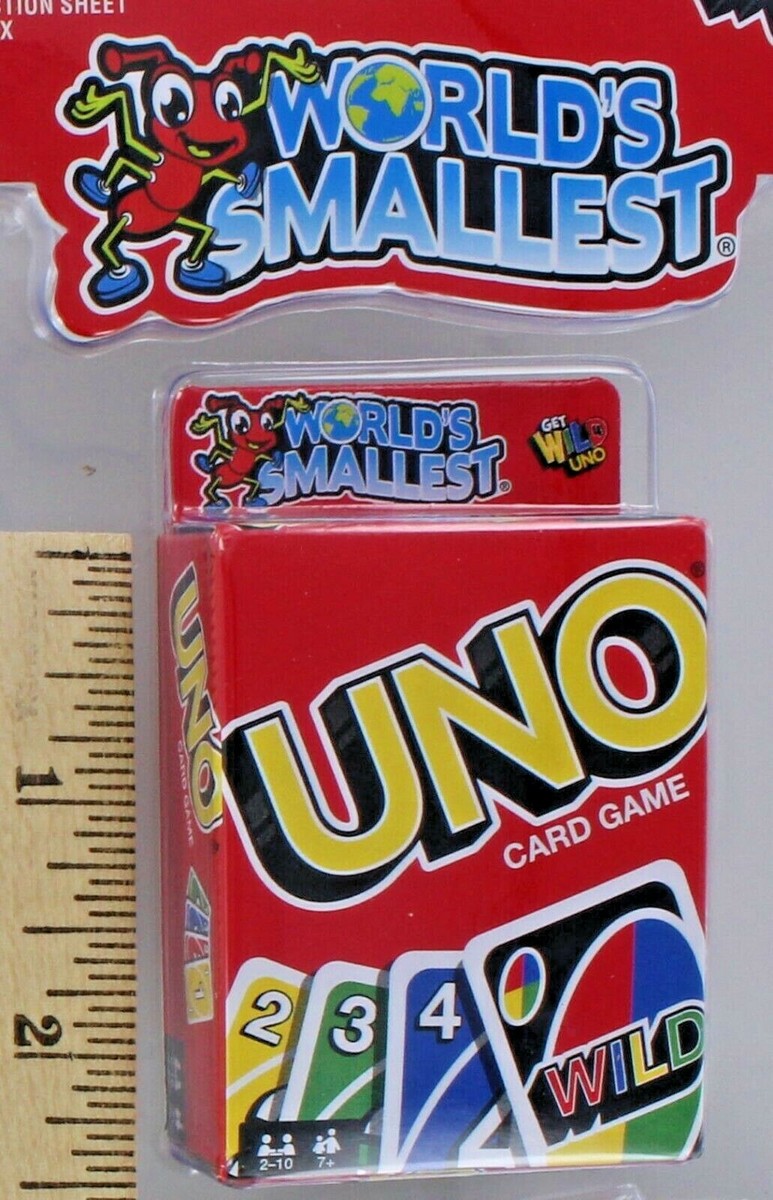 TION SHEET
X
WORLD'S
SMALLEST®
WORLD'S
SMALLEST®
GET
WILD
UNO
UNO®
CARD GAME
UNO
CARD GAME
2
3
4
WILD
2-10
7+
1
2